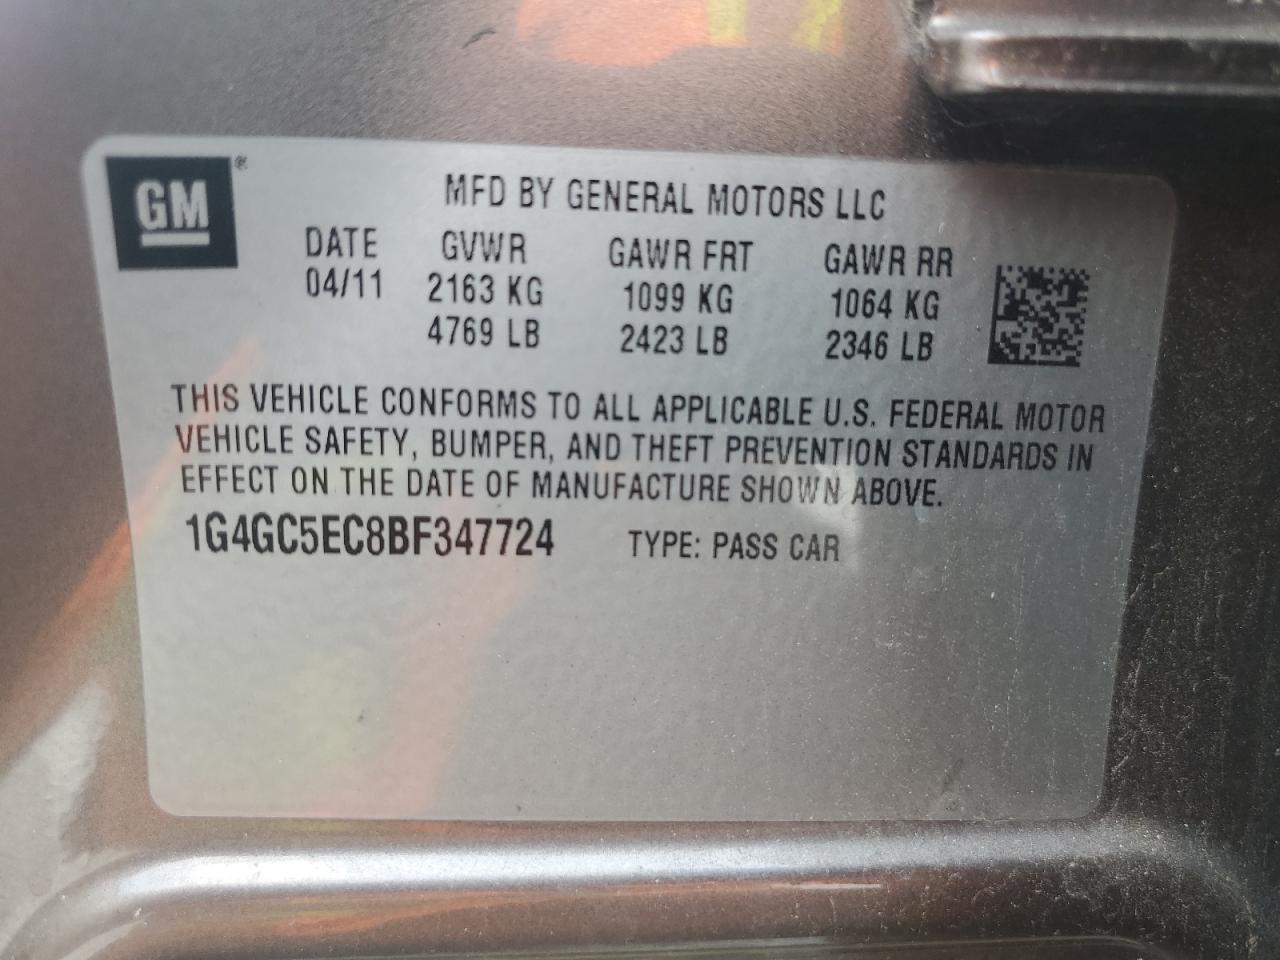 GM ®
MFD BY GENERAL MOTORS LLC
DATE GVWR GAWR FRT GAWR RR
04/11 2163 KG 1099 KG 1064 KG
4769 LB 2423 LB 2346 LB
THIS VEHICLE CONFORMS TO ALL APPLICABLE U.S. FEDERAL MOTOR
VEHICLE SAFETY, BUMPER, AND THEFT PREVENTION STANDARDS IN
EFFECT ON THE DATE OF MANUFACTURE SHOWN ABOVE.
1G4GC5EC8BF347724 TYPE: PASS CAR